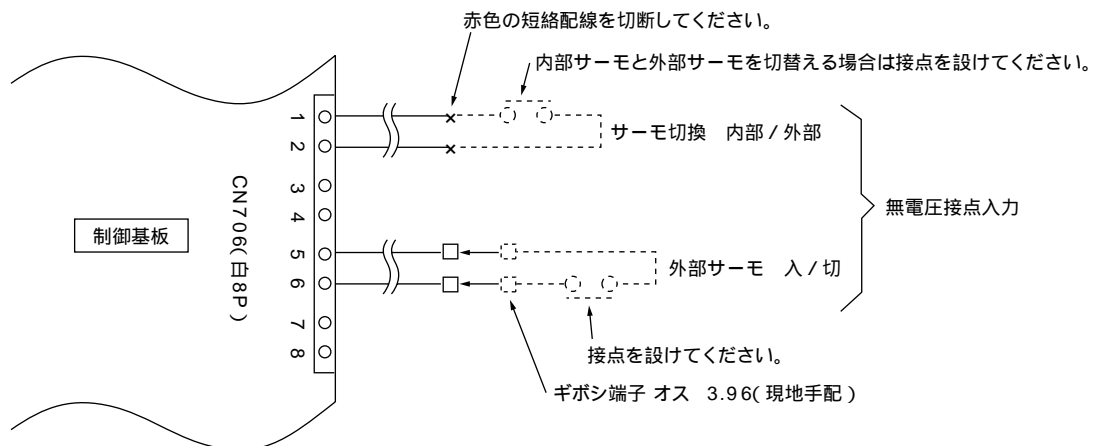 赤色の短絡配線を切断してください。
内部サーモと外部サーモを切替える場合は接点を設けてください。
1
2
3
4
5
6
7
8
サーモ切換　内部 / 外部
CN706(白8P)
制御基板
無電圧接点入力
外部サーモ　入 / 切
接点を設けてください。
ギボシ端子 オス　3.96( 現地手配 )